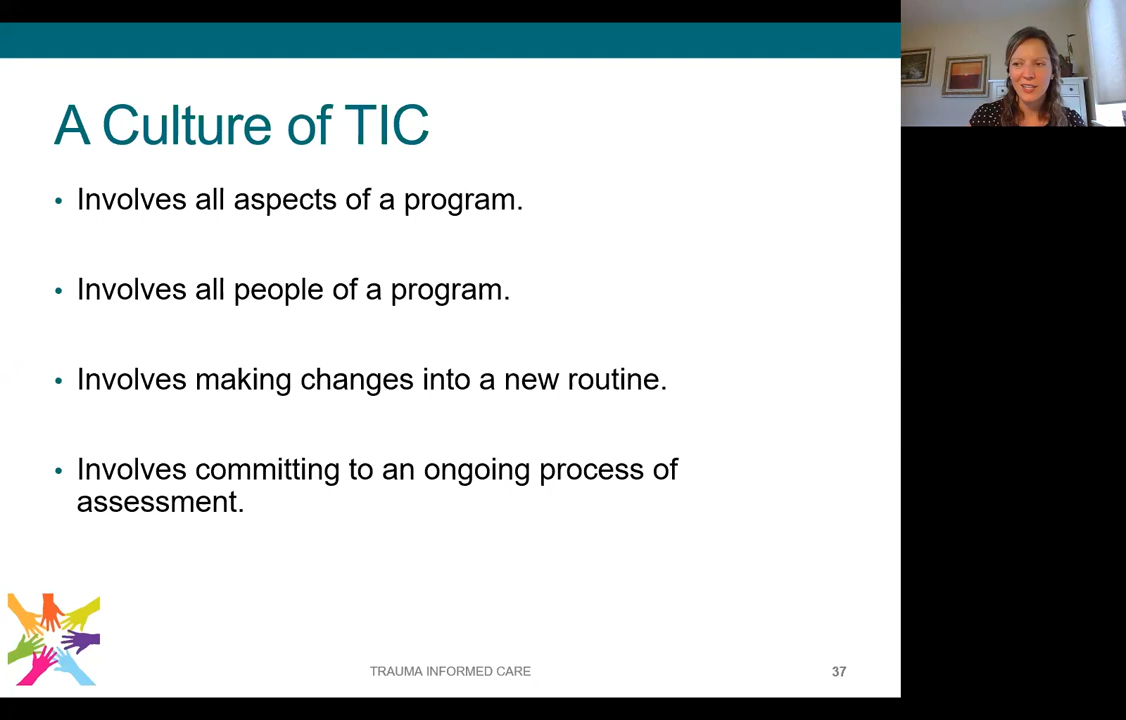 A Culture of TIC
• Involves all aspects of a program.
• Involves all people of a program.
• Involves making changes into a new routine.
• Involves committing to an ongoing process of
assessment.
TRAUMA INFORMED CARE
37